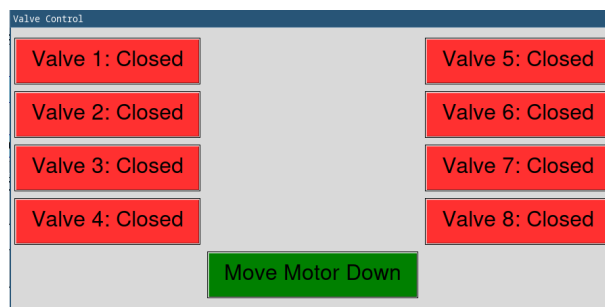 Valve Control
Valve 1: Closed
Valve 5: Closed
Valve 2: Closed
Valve 6: Closed
Valve 3: Closed
Valve 7: Closed
Valve 4: Closed
Valve 8: Closed
Move Motor Down